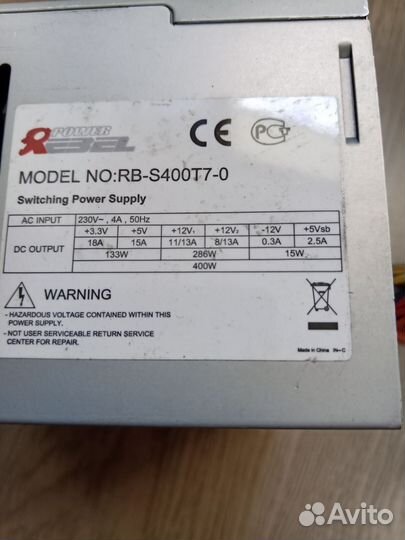 POWER
REBEL
CE
PC
MODEL NO:RB-S400T7-0
Switching Power Supply
AC INPUT 230V~ , 4A , 50Hz
DC OUTPUT +3.3V +5V +12V₁ +12V₂ -12V +5Vsb
18A 15A 11/13A 8/13A 0.3A 2.5A
133W 286W 15W
400W
WARNING
- HAZARDOUS VOLTAGE CONTAINED WITHIN THIS
POWER SUPPLY.
- NOT USER SERVICEABLE RETURN SERVICE
CENTER FOR REPAIR.
Made in China IN-C
Avito